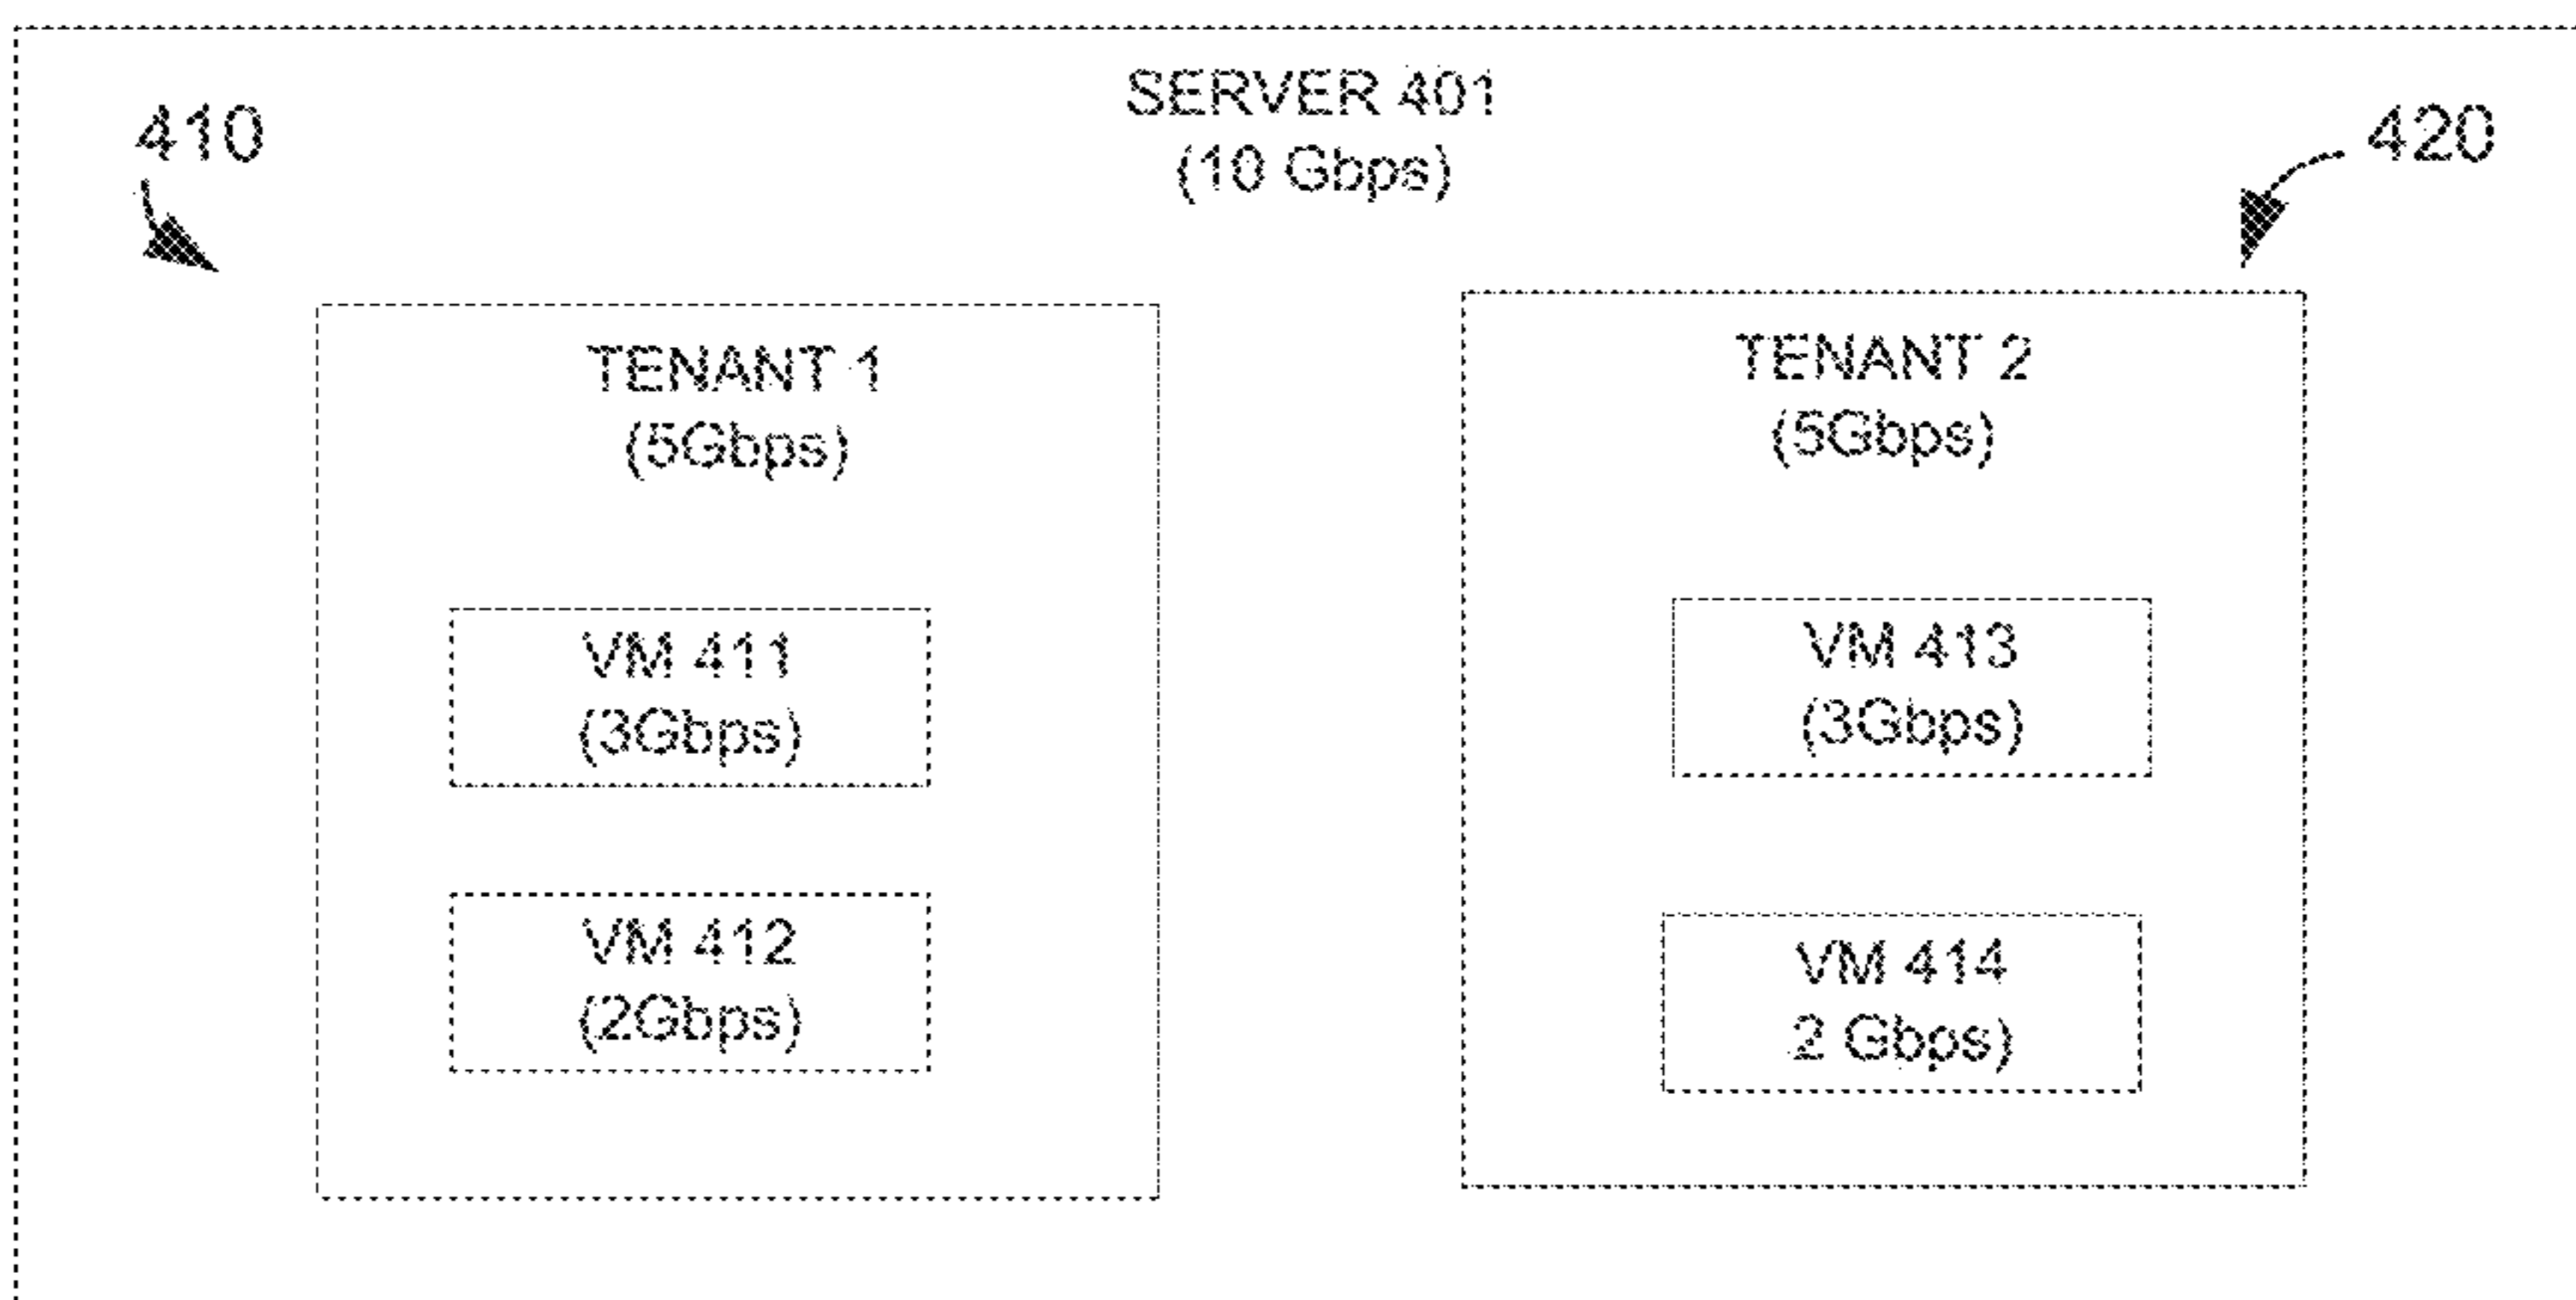 SERVER 401
(10 Gbps)
410
420
TENANT 1
(5Gbps)
VM 411
(3Gbps)
VM 412
(2Gbps)
TENANT 2
(5Gbps)
VM 413
(3Gbps)
VM 414
2 Gbps)